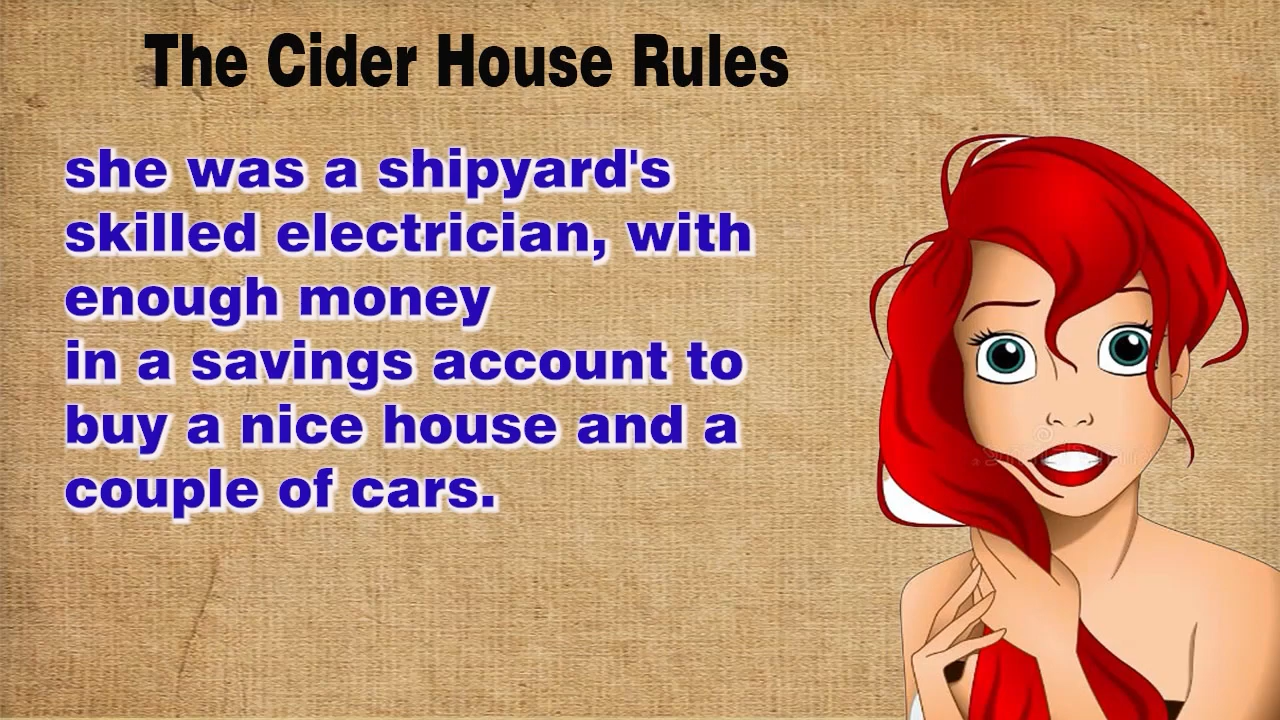 The Cider House Rules
she was a shipyard's
skilled electrician, with
enough money
in a savings account to
buy a nice house and a
couple of cars.